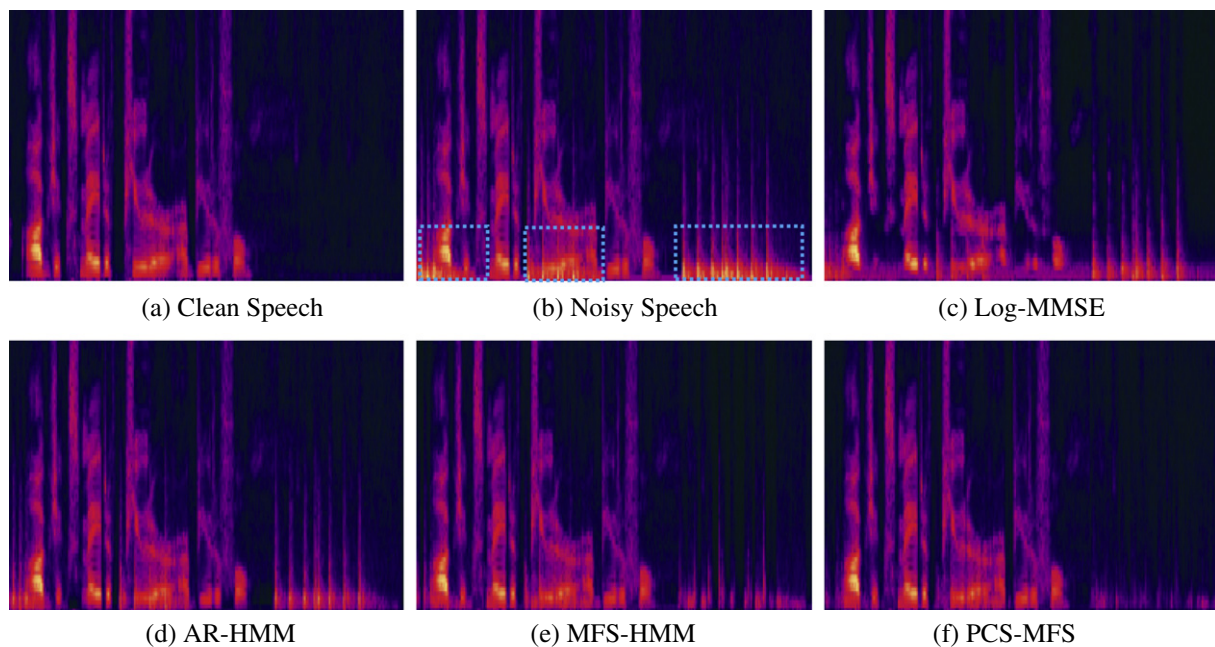 (a) Clean Speech
(b) Noisy Speech
(c) Log-MMSE
(d) AR-HMM
(e) MFS-HMM
(f) PCS-MFS